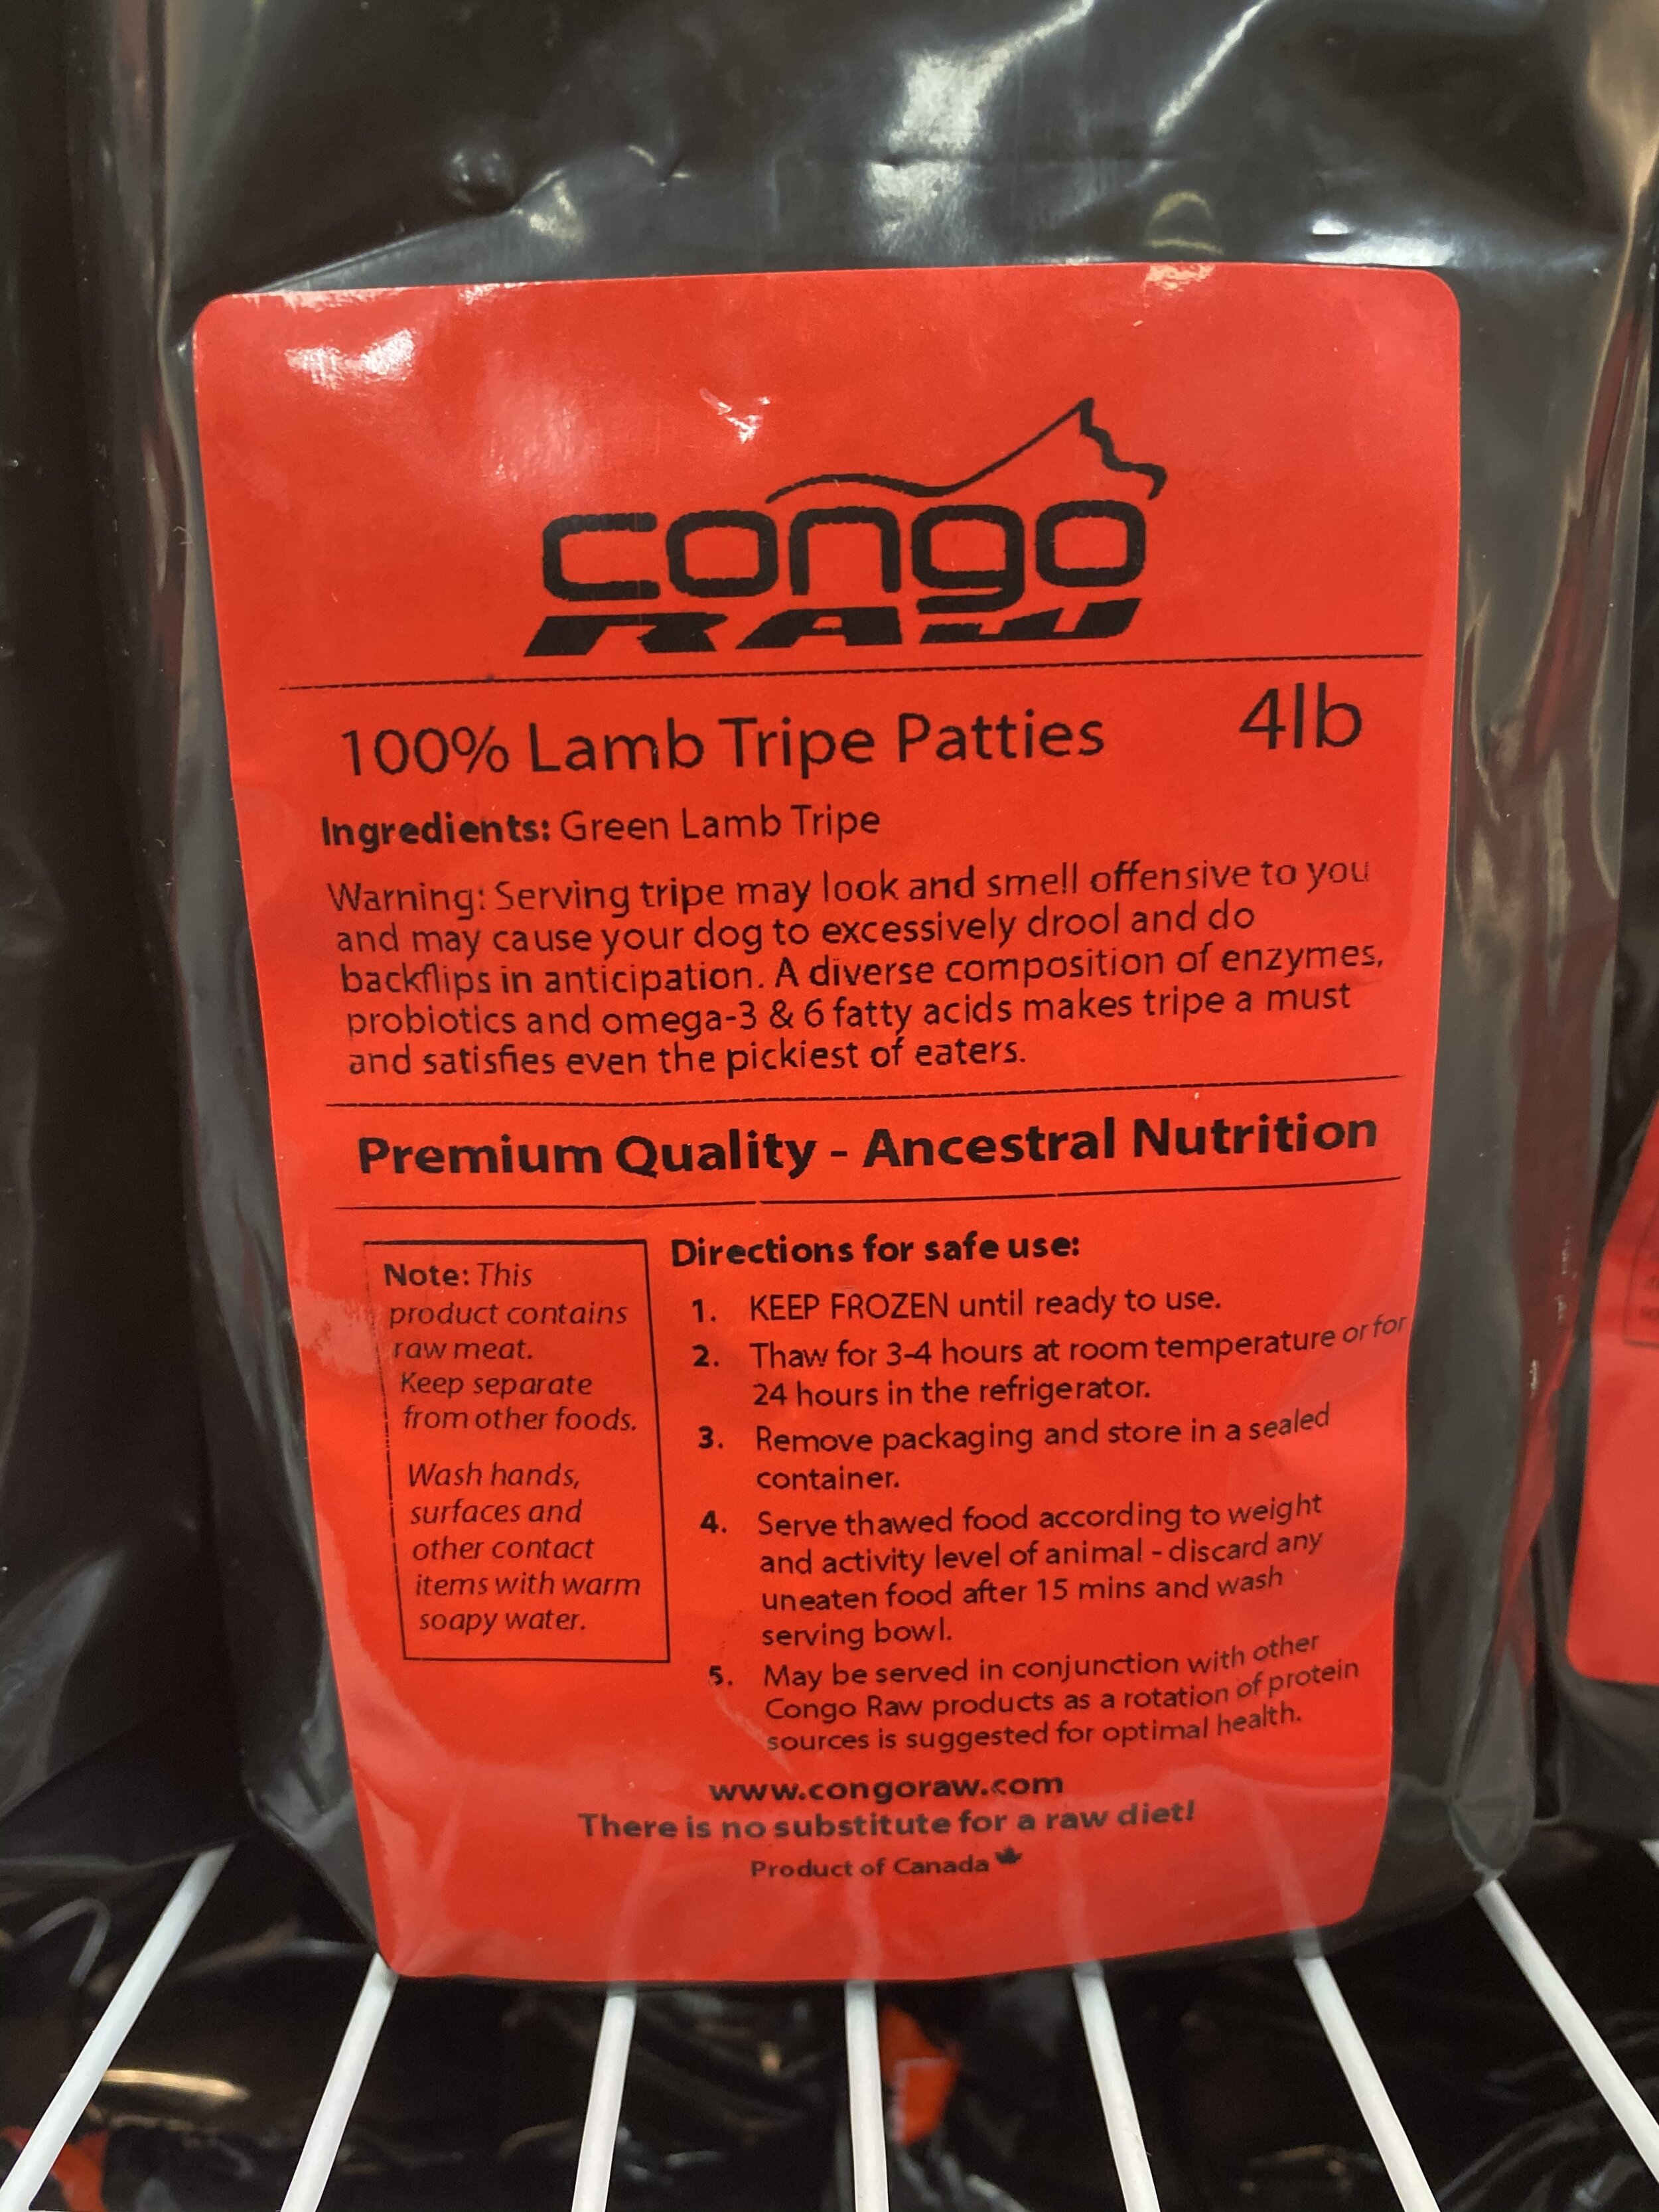 congo
RAW
100% Lamb Tripe Patties 4lb
Ingredients: Green Lamb Tripe
Warning: Serving tripe may look and smell offensive to you
and may cause your dog to excessively drool and do
backflips in anticipation. A diverse composition of enzymes,
probiotics and omega-3 & 6 fatty acids makes tripe a must
and satisfies even the pickiest of eaters.
Premium Quality - Ancestral Nutrition
Note: This
product contains
raw meat.
Keep separate
from other foods.
Wash hands,
surfaces and
other contact
items with warm
soapy water.
Directions for safe use:
1. KEEP FROZEN until ready to use.
2. Thaw for 3-4 hours at room temperature or for
24 hours in the refrigerator.
3. Remove packaging and store in a sealed
container.
4. Serve thawed food according to weight
and activity level of animal - discard any
uneaten food after 15 mins and wash
serving bowl.
5. May be served in conjunction with other
Congo Raw products as a rotation of protein
sources is suggested for optimal health.
www.congoraw.com
There is no substitute for a raw diet!
Product of Canada